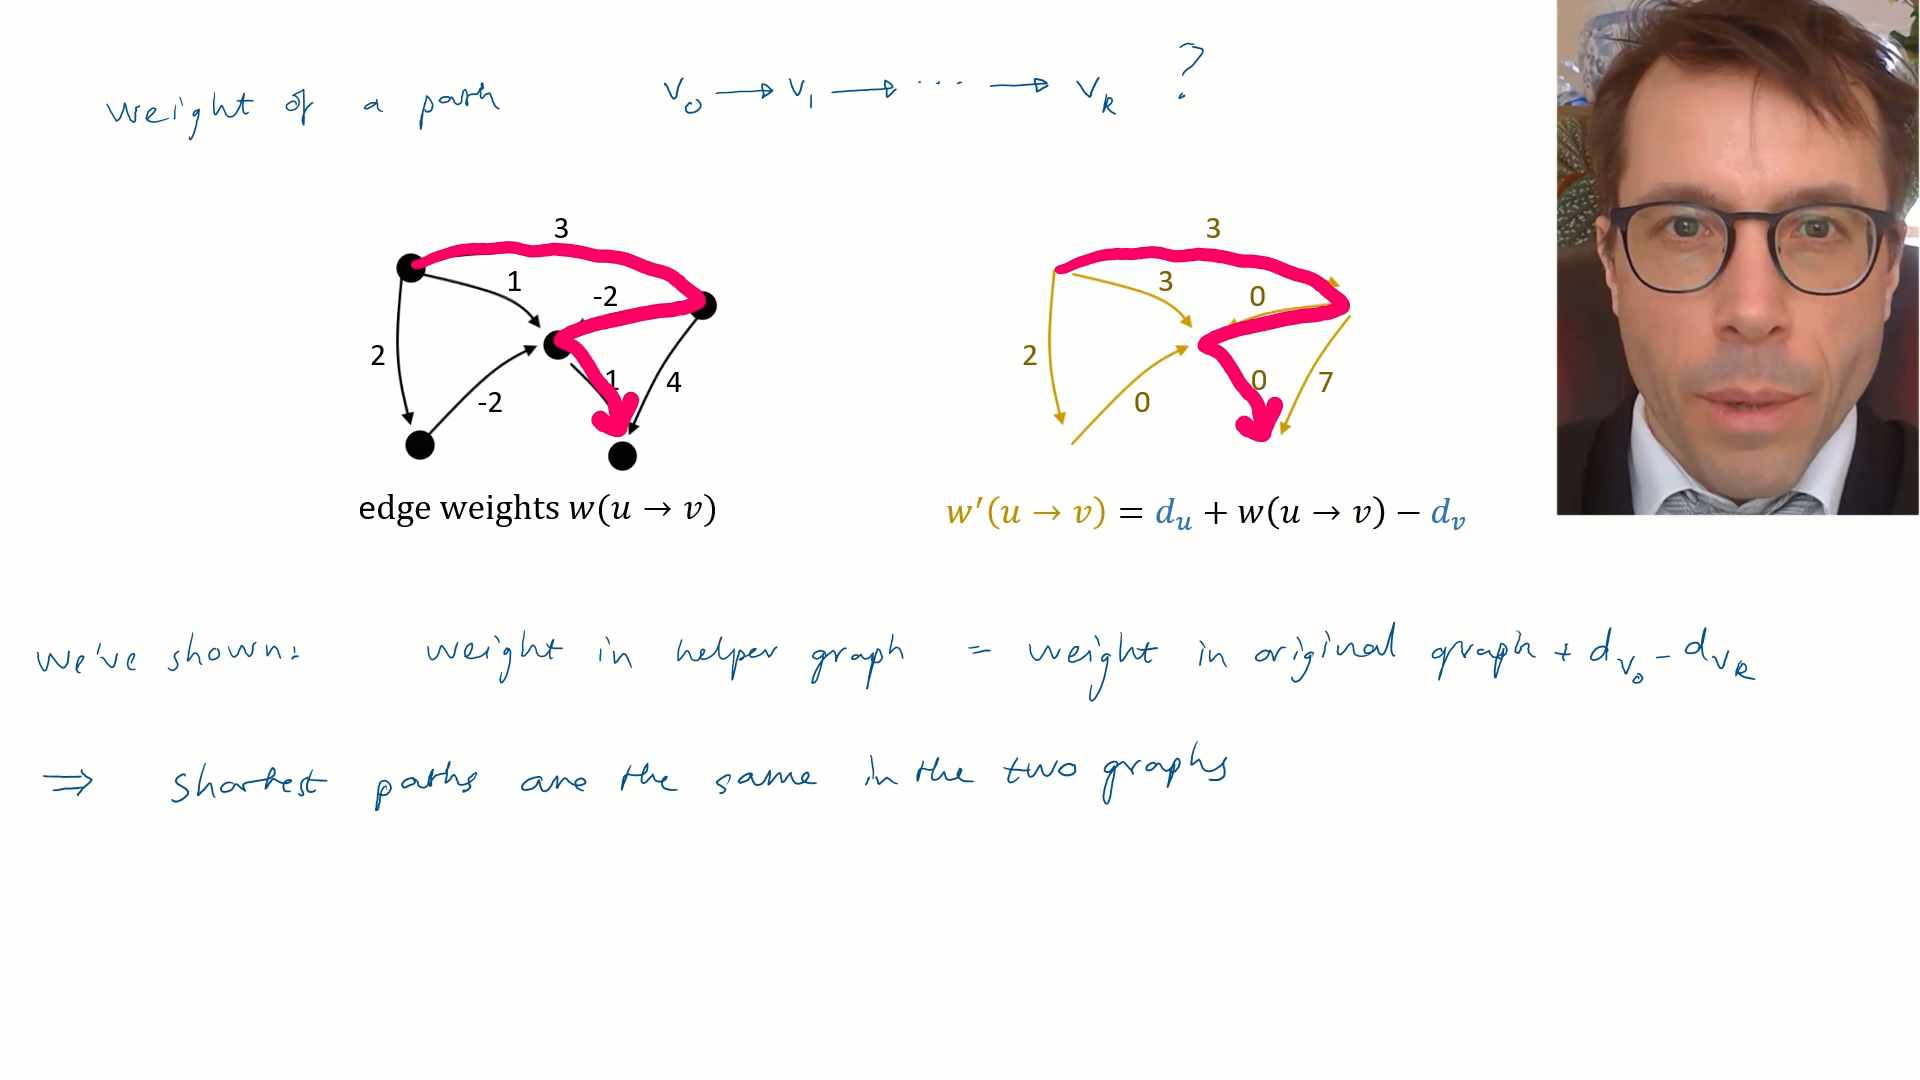 weight of a path v₀ → v₁ → ... → vₖ ?
3
1
-2
2
1
4
-2
3
3
0
2
0
7
0
edge weights w(u → v)
w′(u → v) = dᵤ + w(u → v) − dᵥ
We've shown: weight in helper graph = weight in original graph + d_v₀ - d_vₖ
⇒ shortest paths are the same in the two graphs